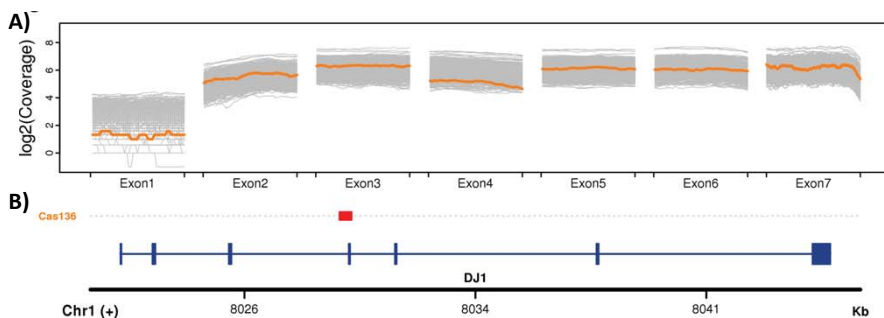 A)
log2(Coverage)
8
6
4
2
0
Exon1 Exon2 Exon3 Exon4 Exon5 Exon6 Exon7
B)
Cas136
DJ1
Chr1 (+) 8026 8034 8041 Kb